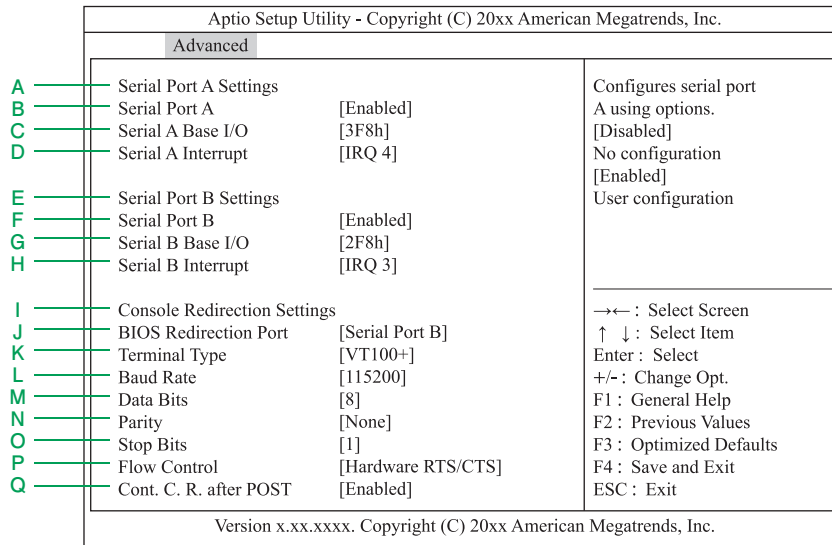 Aptio Setup Utility - Copyright (C) 20xx American Megatrends, Inc.
Advanced
A Serial Port A Settings
B Serial Port A [Enabled]
C Serial A Base I/O [3F8h]
D Serial A Interrupt [IRQ 4]
E Serial Port B Settings
F Serial Port B [Enabled]
G Serial B Base I/O [2F8h]
H Serial B Interrupt [IRQ 3]
I Console Redirection Settings
J BIOS Redirection Port [Serial Port B]
K Terminal Type [VT100+]
L Baud Rate [115200]
M Data Bits [8]
N Parity [None]
O Stop Bits [1]
P Flow Control [Hardware RTS/CTS]
Q Cont. C. R. after POST [Enabled]
Configures serial port
A using options.
[Disabled]
No configuration
[Enabled]
User configuration
→← : Select Screen
↑ ↓ : Select Item
Enter : Select
+/- : Change Opt.
F1 : General Help
F2 : Previous Values
F3 : Optimized Defaults
F4 : Save and Exit
ESC : Exit
Version x.xx.xxxx. Copyright (C) 20xx American Megatrends, Inc.